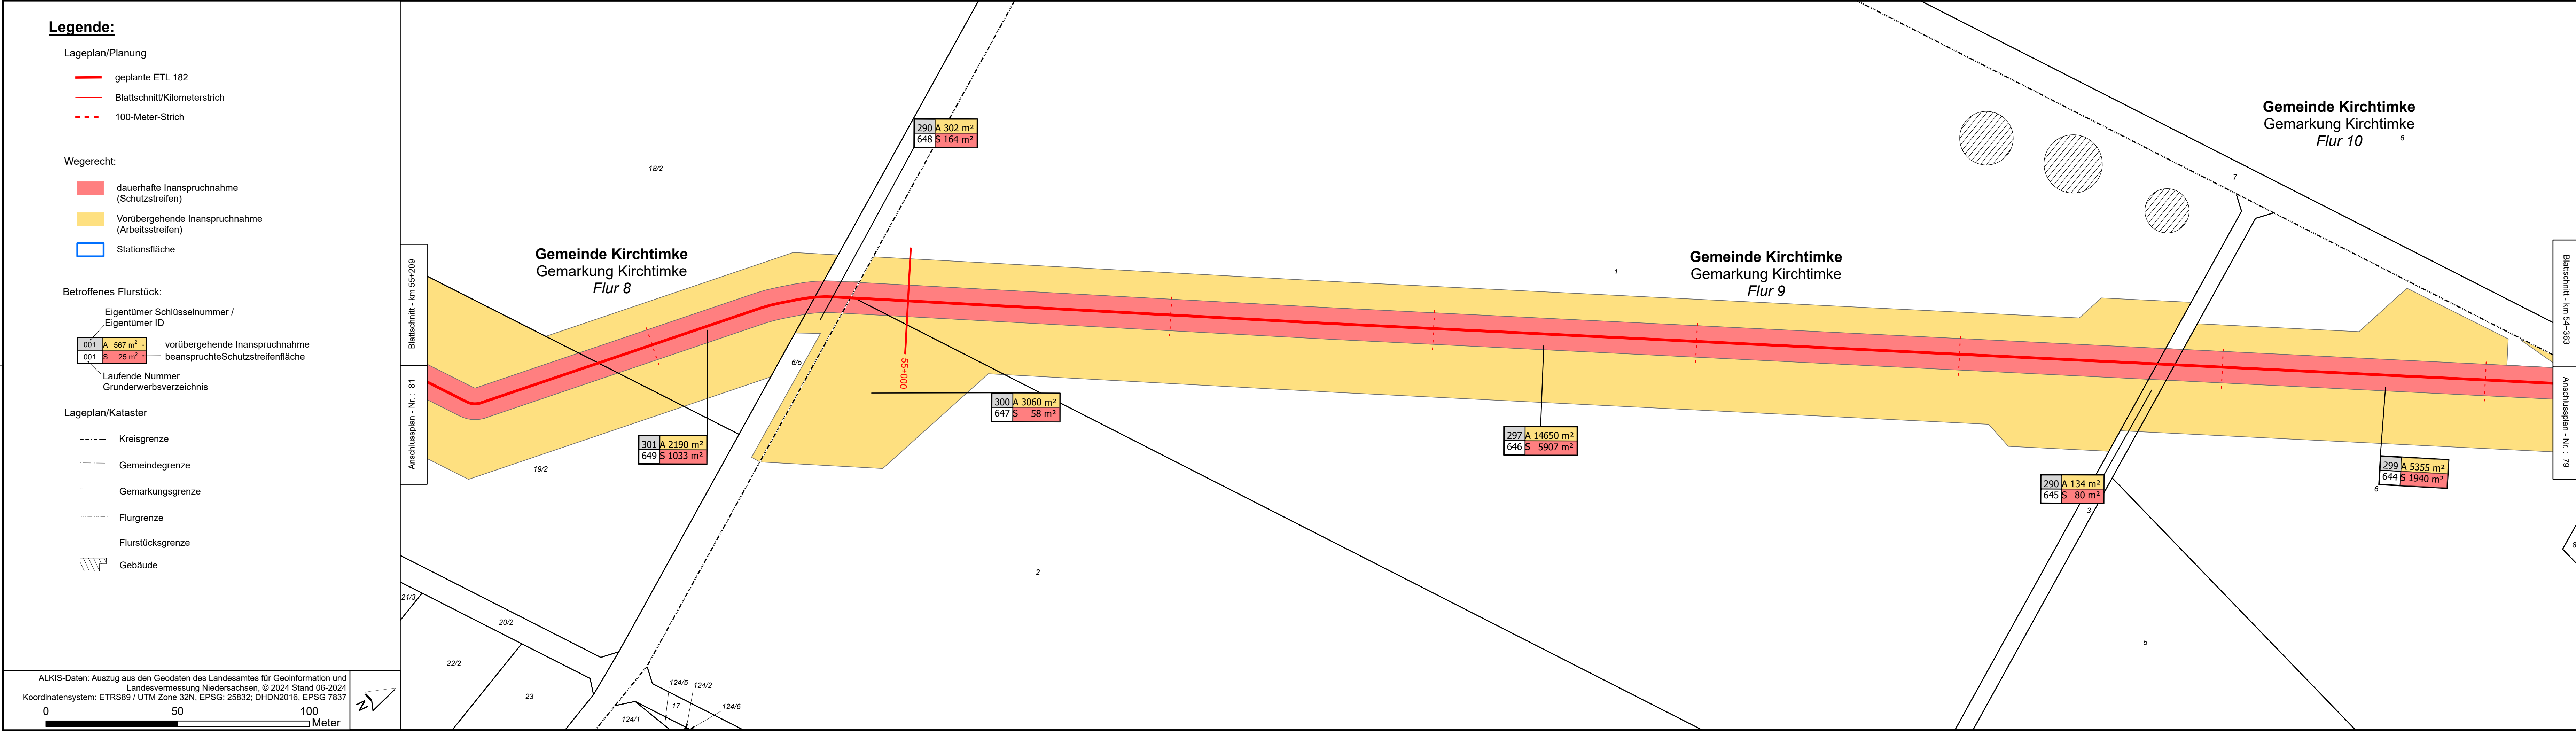 Legende:
Lageplan/Planung
geplante ETL 182
Blattschnitt/Kilometerstrich
100-Meter-Strich
Wegerecht:
dauerhafte Inanspruchnahme
(Schutzstreifen)
Vorübergehende Inanspruchnahme
(Arbeitsstreifen)
Stationsfläche
Betroffenes Flurstück:
Eigentümer Schlüsselnummer /
Eigentümer ID
001 A 567 m²
vorübergehende Inanspruchnahme
001 S 25 m²
beanspruchteSchutzstreifenfläche
Laufende Nummer
Grunderwerbsverzeichnis
Lageplan/Kataster
Kreisgrenze
Gemeindegrenze
Gemarkungsgrenze
Flurgrenze
Flurstücksgrenze
Gebäude
ALKIS-Daten: Auszug aus den Geodaten des Landesamtes für Geoinformation und
Landesvermessung Niedersachsen, © 2024 Stand 06-2024
Koordinatensystem: ETRS89 / UTM Zone 32N, EPSG: 25832; DHDN2016, EPSG 7837
0 50 100
Meter
N
Blattschnitt - km 55+209
Anschlussplan - Nr. : 81
18/2
Gemeinde Kirchtimke
Gemarkung Kirchtimke
Flur 8
290 A 302 m²
648 S 164 m²
6/5
55+000
300 A 3060 m²
647 S 58 m²
301 A 2190 m²
649 S 1033 m²
19/2
21/3
20/2
22/2
23
124/5
124/2
17
124/6
124/1
2
1
Gemeinde Kirchtimke
Gemarkung Kirchtimke
Flur 9
297 A 14650 m²
646 S 5907 m²
Gemeinde Kirchtimke
Gemarkung Kirchtimke
Flur 10
6
7
290 A 134 m²
645 S 80 m²
3
5
299 A 5355 m²
644 S 1940 m²
6
8
Blattschnitt - km 54+363
Anschlussplan - Nr. : 79